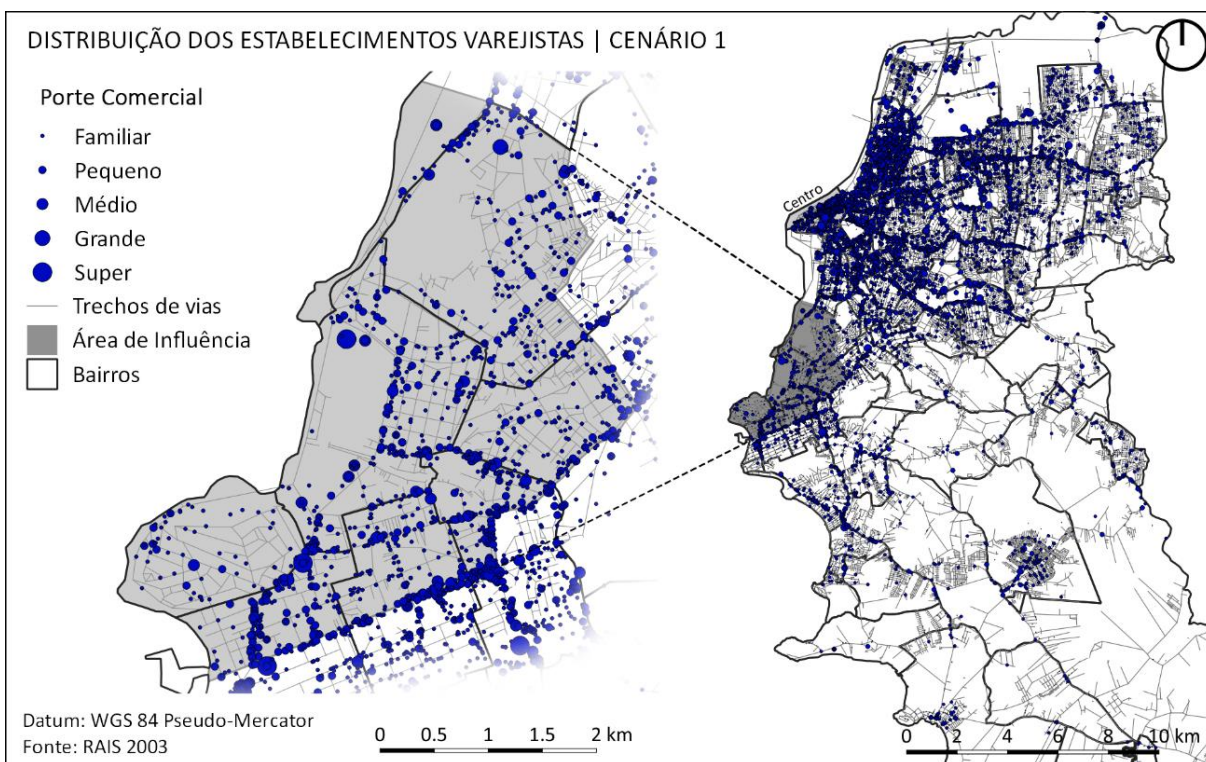 DISTRIBUIÇÃO DOS ESTABELECIMENTOS VAREJISTAS | CENÁRIO 1
Porte Comercial
Familiar
Pequeno
Médio
Grande
Super
Trechos de vias
Área de Influência
Bairros
Centro
Datum: WGS 84 Pseudo-Mercator
Fonte: RAIS 2003
0 0.5 1 1.5 2 km
0 2 4 6 8 10 km